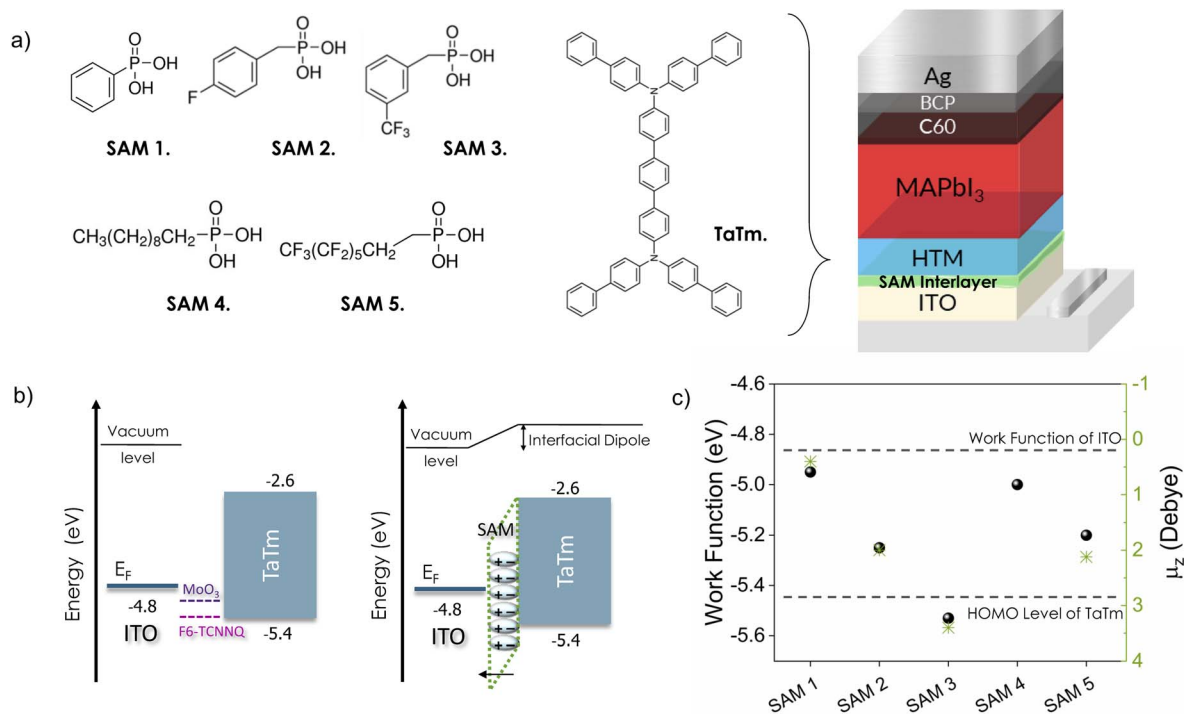 a)
O
P
OH
OH
SAM 1.
O
P
OH
OH
F
SAM 2.
O
P
OH
OH
CF3
SAM 3.
CH3(CH2)8CH2
O
P
OH
OH
SAM 4.
CF3(CF2)5CH2
O
P
OH
OH
SAM 5.
N
N
TaTm.
Ag
BCP
C60
MAPbI3
HTM
SAM Interlayer
ITO
b)
Energy (eV)
Vacuum
level
EF
-4.8
ITO
MoO3
F6-TCNNQ
-2.6
TaTm
-5.4
Energy (eV)
Vacuum
level
Interfacial Dipole
EF
-4.8
ITO
SAM
+ −
+ −
+ −
+ −
+ −
+ −
-2.6
TaTm
-5.4
c)
Work Function (eV)
-4.6
-4.8
-5.0
-5.2
-5.4
-5.6
Work Function of ITO
HOMO Level of TaTm
SAM 1
SAM 2
SAM 3
SAM 4
SAM 5
-1
0
1
2
3
4
μz (Debye)